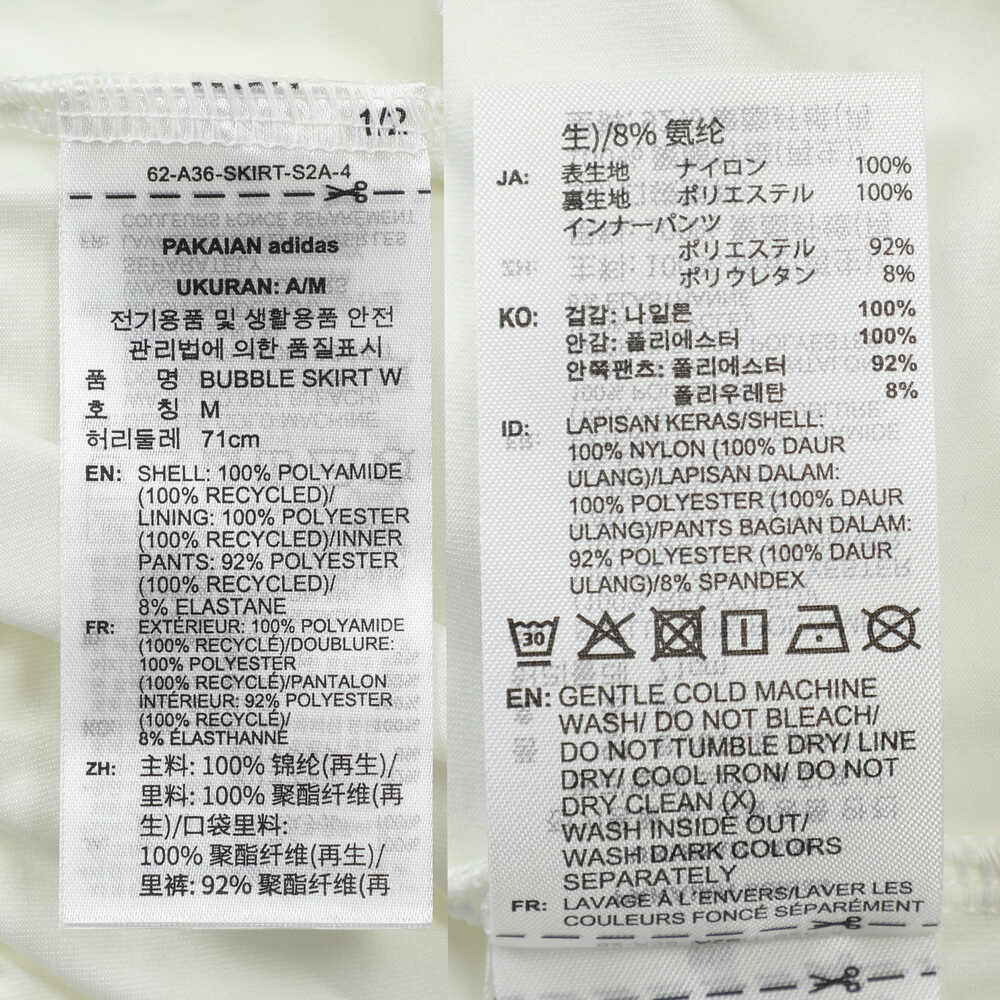 1/2
62-A36-SKIRT-S2A-4
PAKAIAN adidas
UKURAN: A/M
전기용품 및 생활용품 안전
관리법에 의한 품질표시
품 명 BUBBLE SKIRT W
호 칭 M
허리둘레 71cm
EN: SHELL: 100% POLYAMIDE
(100% RECYCLED)/
LINING: 100% POLYESTER
(100% RECYCLED)/INNER
PANTS: 92% POLYESTER
(100% RECYCLED)/
8% ELASTANE
FR: EXTÉRIEUR: 100% POLYAMIDE
(100% RECYCLÉ)/DOUBLURE:
100% POLYESTER
(100% RECYCLÉ)/PANTALON
INTÉRIEUR: 92% POLYESTER
(100% RECYCLÉ)/
8% ÉLASTHANNE
ZH: 主料: 100% 锦纶(再生)/
里料: 100% 聚酯纤维(再
生)/口袋里料:
100% 聚酯纤维(再生)/
里裤: 92% 聚酯纤维(再
生)/8% 氨纶
JA: 表生地 ナイロン 100%
裏生地 ポリエステル 100%
インナーパンツ
ポリエステル 92%
ポリウレタン 8%
KO: 겉감: 나일론 100%
안감: 폴리에스터 100%
안쪽팬츠: 폴리에스터 92%
폴리우레탄 8%
ID: LAPISAN KERAS/SHELL:
100% NYLON (100% DAUR
ULANG)/LAPISAN DALAM:
100% POLYESTER (100% DAUR
ULANG)/PANTS BAGIAN DALAM:
92% POLYESTER (100% DAUR
ULANG)/8% SPANDEX
30
EN: GENTLE COLD MACHINE
WASH/ DO NOT BLEACH/
DO NOT TUMBLE DRY/ LINE
DRY/ COOL IRON/ DO NOT
DRY CLEAN (X)
WASH INSIDE OUT/
WASH DARK COLORS
SEPARATELY
FR: LAVAGE À L'ENVERS/LAVER LES
COULEURS FONCÉ SÉPARÉMENT